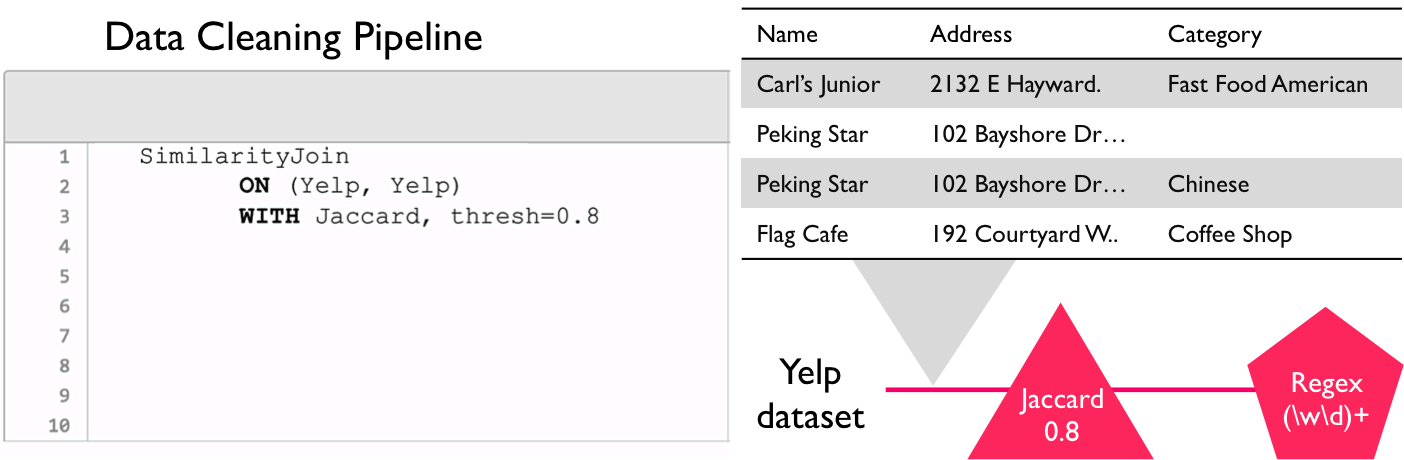 Data Cleaning Pipeline
1 SimilarityJoin
2 ON (Yelp, Yelp)
3 WITH Jaccard, thresh=0.8
4
5
6
7
8
9
10
Name Address Category
Carl's Junior 2132 E Hayward. Fast Food American
Peking Star 102 Bayshore Dr…
Peking Star 102 Bayshore Dr… Chinese
Flag Cafe 192 Courtyard W.. Coffee Shop
Yelp
dataset
Jaccard
0.8
Regex
(\w\d)+